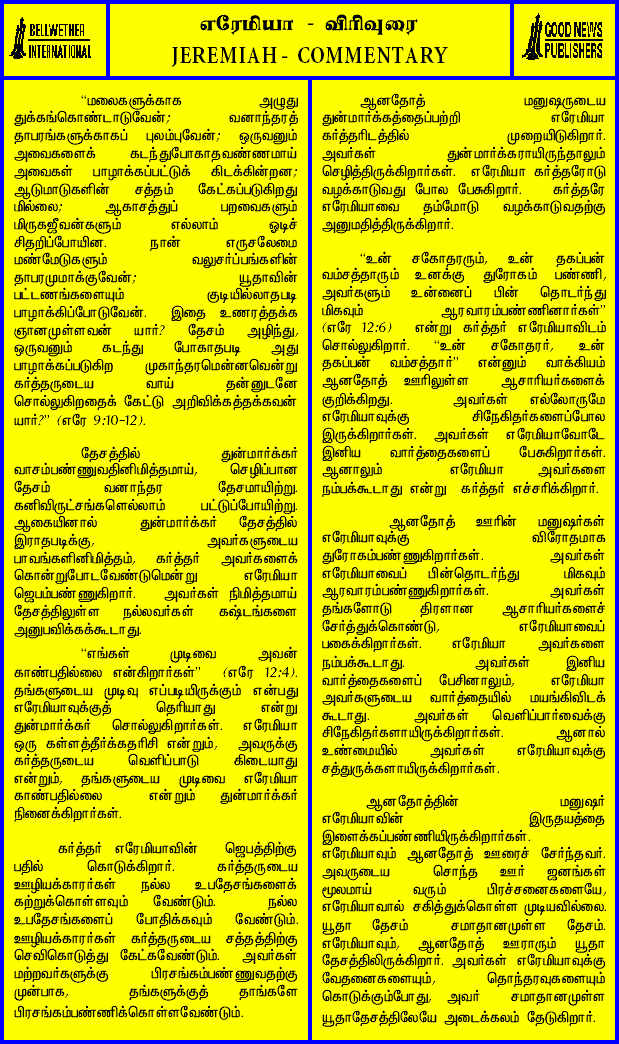 BELLWETHER
INTERNATIONAL
எரேமியா - விரிவுரை
JEREMIAH - COMMENTARY
GOOD NEWS
PUBLISHERS
“மலைகளுக்காக அழுது
துக்கங்கொண்டாடுவேன்; வனாந்தரத்
தாபரங்களுக்காகப் புலம்புவேன்; ஒருவனும்
அவைகளைக் கடந்துபோகாதவண்ணமாய்
அவைகள் பாழாக்கப்பட்டுக் கிடக்கின்றன;
ஆடுமாடுகளின் சத்தம் கேட்கப்படுகிறது
மில்லை; ஆகாசத்துப் பறவைகளும்
மிருகஜீவன்களும் எல்லாம் ஓடிச்
சிதறிப்போயின. நான் எருசலேமை
மண்மேடுகளும் வலுசர்ப்பங்களின்
தாபரமுமாக்குவேன்; யூதாவின்
பட்டணங்களையும் குடியில்லாதபடி
பாழாக்கிப்போடுவேன். இதை உணரத்தக்க
ஞானமுள்ளவன் யார்? தேசம் அழிந்து,
ஒருவனும் கடந்து போகாதபடி அது
பாழாக்கப்படுகிற முகாந்தரமென்னவென்று
கர்த்தருடைய வாய் தன்னுடனே
சொல்லுகிறதைக் கேட்டு அறிவிக்கத்தக்கவன்
யார்?” (எரே 9:10-12).
தேசத்தில் துன்மார்க்கர்
வாசம்பண்ணுவதினிமித்தமாய், செழிப்பான
தேசம் வனாந்தர தேசமாயிற்று.
கனிவிருட்சங்களெல்லாம் பட்டுப்போயிற்று.
ஆகையினால் துன்மார்க்கர் தேசத்தில்
இராதபடிக்கு, அவர்களுடைய
பாவங்களினிமித்தம், கர்த்தர் அவர்களைக்
கொன்றுபோடவேண்டுமென்று எரேமியா
ஜெபம்பண்ணுகிறார். அவர்கள் நிமித்தமாய்
தேசத்திலுள்ள நல்லவர்கள் கஷ்டங்களை
அனுபவிக்கக்கூடாது.
“எங்கள் முடிவை அவன்
காண்பதில்லை என்கிறார்கள்” (எரே 12:4).
தங்களுடைய முடிவு எப்படியிருக்கும் என்பது
எரேமியாவுக்குத் தெரியாது என்று
துன்மார்க்கர் சொல்லுகிறார்கள். எரேமியா
ஒரு கள்ளத்தீர்க்கதரிசி என்றும், அவருக்கு
கர்த்தருடைய வெளிப்பாடு கிடையாது
என்றும், தங்களுடைய முடிவை எரேமியா
காண்பதில்லை என்றும் துன்மார்க்கர்
நினைக்கிறார்கள்.
கர்த்தர் எரேமியாவின் ஜெபத்திற்கு
பதில் கொடுக்கிறார். கர்த்தருடைய
ஊழியக்காரர்கள் நல்ல உபதேசங்களைக்
கற்றுக்கொள்ளவும் வேண்டும். நல்ல
உபதேசங்களைப் போதிக்கவும் வேண்டும்.
ஊழியக்காரர்கள் கர்த்தருடைய சத்தத்திற்கு
செவிகொடுத்து கேட்கவேண்டும். அவர்கள்
மற்றவர்களுக்கு பிரசங்கம்பண்ணுவதற்கு
முன்பாக, தங்களுக்குத் தாங்களே
பிரசங்கம்பண்ணிக்கொள்ளவேண்டும்.
ஆனதோத் மனுஷருடைய
துன்மார்க்கத்தைப்பற்றி எரேமியா
கர்த்தரிடத்தில் முறையிடுகிறார்.
அவர்கள் துன்மார்க்கராயிருந்தாலும்
செழித்திருக்கிறார்கள். எரேமியா கர்த்தரோடு
வழக்காடுவது போல பேசுகிறார். கர்த்தரே
எரேமியாவை தம்மோடு வழக்காடுவதற்கு
அனுமதித்திருக்கிறார்.
“உன் சகோதரரும், உன் தகப்பன்
வம்சத்தாரும் உனக்கு துரோகம் பண்ணி,
அவர்களும் உன்னைப் பின் தொடர்ந்து
மிகவும் ஆரவாரம்பண்ணினார்கள்”
(எரே 12:6) என்று கர்த்தர் எரேமியாவிடம்
சொல்லுகிறார். “உன் சகோதரர், உன்
தகப்பன் வம்சத்தார்” என்னும் வாக்கியம்
ஆனதோத் ஊரிலுள்ள ஆசாரியர்களைக்
குறிக்கிறது. அவர்கள் எல்லோருமே
எரேமியாவுக்கு சிநேகிதர்களைப்போல
இருக்கிறார்கள். அவர்கள் எரேமியாவோடே
இனிய வார்த்தைகளைப் பேசுகிறார்கள்.
ஆனாலும் எரேமியா அவர்களை
நம்பக்கூடாது என்று கர்த்தர் எச்சரிக்கிறார்.
ஆனதோத் ஊரின் மனுஷர்கள்
எரேமியாவுக்கு விரோதமாக
துரோகம்பண்ணுகிறார்கள். அவர்கள்
எரேமியாவைப் பின்தொடர்ந்து மிகவும்
ஆரவாரம்பண்ணுகிறார்கள். அவர்கள்
தங்களோடு திரளான ஆசாரியர்களைச்
சேர்த்துக்கொண்டு, எரேமியாவைப்
பகைக்கிறார்கள். எரேமியா அவர்களை
நம்பக்கூடாது. அவர்கள் இனிய
வார்த்தைகளைப் பேசினாலும், எரேமியா
அவர்களுடைய வார்த்தையில் மயங்கிவிடக்
கூடாது. அவர்கள் வெளிப்பார்வைக்கு
சிநேகிதர்களாயிருக்கிறார்கள். ஆனால்
உண்மையில் அவர்கள் எரேமியாவுக்கு
சத்துருக்களாயிருக்கிறார்கள்.
ஆனதோத்தின் மனுஷர்
எரேமியாவின் இருதயத்தை
இளைக்கப்பண்ணியிருக்கிறார்கள்.
எரேமியாவும் ஆனதோத் ஊரைச் சேர்ந்தவர்.
அவருடைய சொந்த ஊர் ஜனங்கள்
மூலமாய் வரும் பிரச்சனைகளையே,
எரேமியாவால் சகித்துக்கொள்ள முடியவில்லை.
யூதா தேசம் சமாதானமுள்ள தேசம்.
எரேமியாவும், ஆனதோத் ஊராரும் யூதா
தேசத்திலிருக்கிறார். அவர்கள் எரேமியாவுக்கு
வேதனைகளையும், தொந்தரவுகளையும்
கொடுக்கும்போது, அவர் சமாதானமுள்ள
யூதாதேசத்திலேயே அடைக்கலம் தேடுகிறார்.